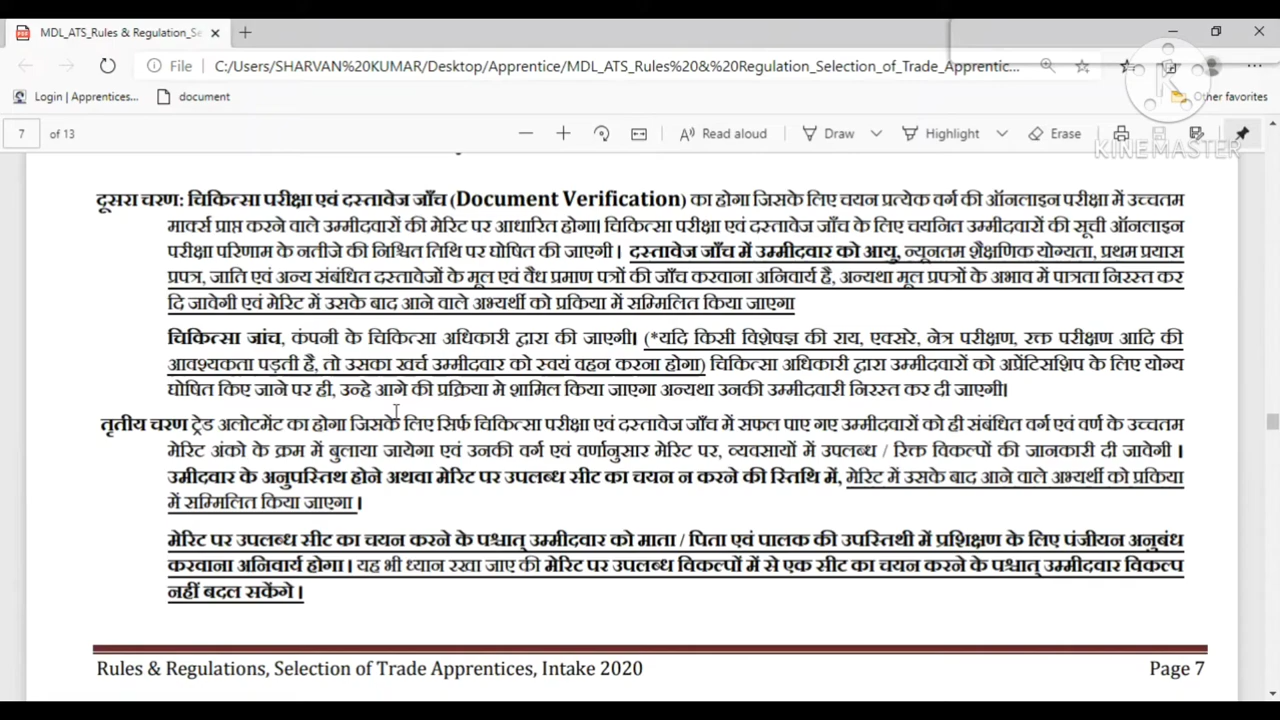 MDL_ATS_Rules & Regulation_Se
File C:/Users/SHARVAN%20KUMAR/Desktop/Apprentice/MDL_ATS_Rules%20&%20Regulation_Selection_of_Trade_Apprentic...
Login | Apprentices... document Other favorites
7 of 13 Read aloud Draw Highlight Erase
KINEMASTER
दूसरा चरण: चिकित्सा परीक्षा एवं दस्तावेज जाँच (Document Verification) का होगा जिसके लिए चयन प्रत्येक वर्ग की ऑनलाइन परीक्षा में उच्चतम
मार्क्स प्राप्त करने वाले उम्मीदवारों की मेरिट पर आधारित होगा। चिकित्सा परीक्षा एवं दस्तावेज जाँच के लिए चयनित उम्मीदवारों की सूची ऑनलाइन
परीक्षा परिणाम के नतीजे की निश्चित तिथि पर घोषित की जाएगी । दस्तावेज जाँच में उम्मीदवार को आयु, न्यूनतम शैक्षणिक योग्यता, प्रथम प्रयास
प्रपत्र, जाति एवं अन्य संबंधित दस्तावेजों के मूल एवं वैध प्रमाण पत्रों की जाँच करवाना अनिवार्य है, अन्यथा मूल प्रपत्रों के अभाव में पात्रता निरस्त कर
दि जावेगी एवं मेरिट में उसके बाद आने वाले अभ्यर्थी को प्रकिया में सम्मिलित किया जाएगा
चिकित्सा जांच, कंपनी के चिकित्सा अधिकारी द्वारा की जाएगी। (*यदि किसी विशेषज्ञ की राय, एक्सरे, नेत्र परीक्षण, रक्त परीक्षण आदि की
आवश्यकता पड़ती है, तो उसका खर्च उम्मीदवार को स्वयं वहन करना होगा) चिकित्सा अधिकारी द्वारा उम्मीदवारों को अप्रेंटिसशिप के लिए योग्य
घोषित किए जाने पर ही, उन्हे आगे की प्रक्रिया मे शामिल किया जाएगा अन्यथा उनकी उम्मीदवारी निरस्त कर दी जाएगी।
तृतीय चरण ट्रेड अलोटमेंट का होगा जिसके लिए सिर्फ चिकित्सा परीक्षा एवं दस्तावेज जाँच में सफल पाए गए उम्मीदवारों को ही संबंधित वर्ग एवं वर्ण के उच्चतम
मेरिट अंको के क्रम में बुलाया जायेगा एवं उनकी वर्ग एवं वर्णानुसार मेरिट पर, व्यवसायों में उपलब्ध / रिक्त विकल्पों की जानकारी दी जावेगी ।
उमीदवार के अनुपस्तिथ होने अथवा मेरिट पर उपलब्ध सीट का चयन न करने की स्तिथि में, मेरिट में उसके बाद आने वाले अभ्यर्थी को प्रकिया
में सम्मिलित किया जाएगा ।
मेरिट पर उपलब्ध सीट का चयन करने के पश्चात् उम्मीदवार को माता / पिता एवं पालक की उपस्तिथी में प्रशिक्षण के लिए पंजीयन अनुबंध
करवाना अनिवार्य होगा । यह भी ध्यान रखा जाए की मेरिट पर उपलब्ध विकल्पों में से एक सीट का चयन करने के पश्चात् उम्मीदवार विकल्प
नहीं बदल सकेंगे ।
Rules & Regulations, Selection of Trade Apprentices, Intake 2020 Page 7